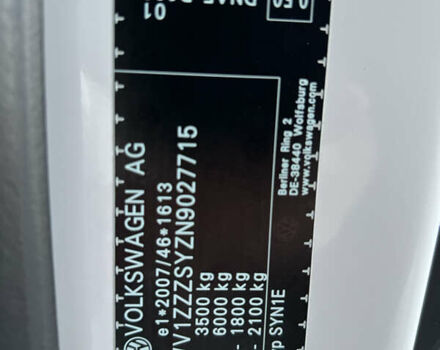 VOLKSWAGEN AG
e1*2007/46*1613
WV1ZZZSYZN9027715
3500 kg
6000 kg
1- 1800 kg
2- 2100 kg
Typ SYN1E
Berliner Ring 2
DE-38440 Wolfsburg
www.volkswagen.com
01